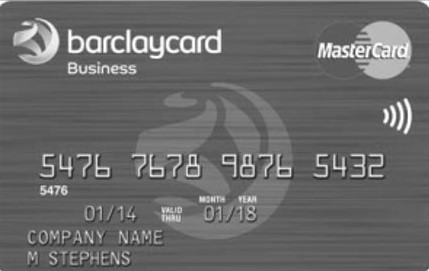 barclaycard
Business
MasterCard
5476 7678 9876 5432
5476
MONTH YEAR
01/14 VALID THRU 01/18
COMPANY NAME
M STEPHENS